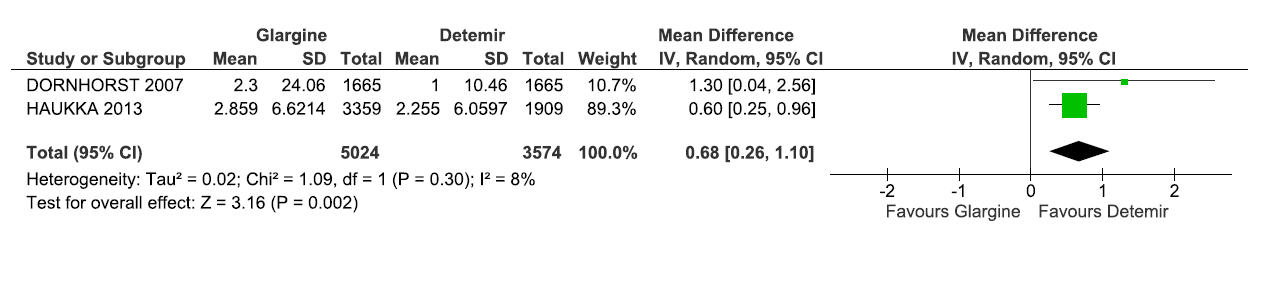 Glargine Detemir Mean Difference Mean Difference
Study or Subgroup Mean SD Total Mean SD Total Weight IV, Random, 95% CI IV, Random, 95% CI
DORNHORST 2007 2.3 24.06 1665 1 10.46 1665 10.7% 1.30 [0.04, 2.56]
HAUKKA 2013 2.859 6.6214 3359 2.255 6.0597 1909 89.3% 0.60 [0.25, 0.96]
Total (95% CI) 5024 3574 100.0% 0.68 [0.26, 1.10]
Heterogeneity: Tau² = 0.02; Chi² = 1.09, df = 1 (P = 0.30); I² = 8%
Test for overall effect: Z = 3.16 (P = 0.002)
-2 -1 0 1 2
Favours Glargine Favours Detemir